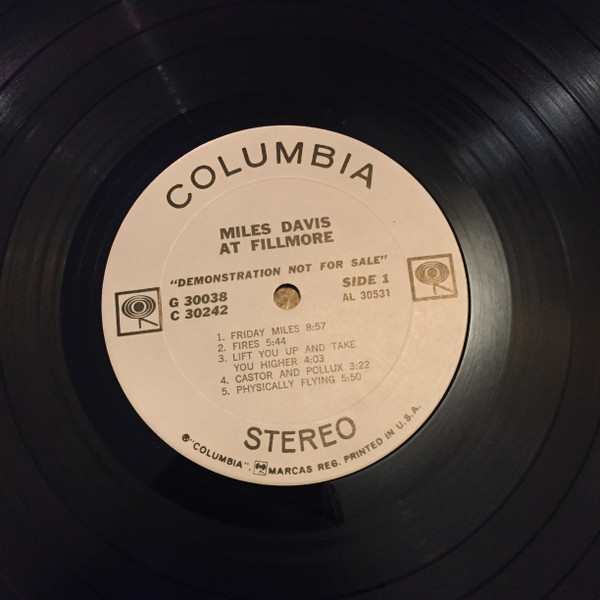 COLUMBIA
MILES DAVIS
AT FILLMORE
"DEMONSTRATION NOT FOR SALE"
G 30038
C 30242
SIDE 1
AL 30531
1. FRIDAY MILES 8:57
2. FIRES 5:44
3. LIFT YOU UP AND TAKE
YOU HIGHER 4:03
4. CASTOR AND POLLUX 3:22
5. PHYSICALLY FLYING 5:50
STEREO
℗"COLUMBIA", MARCAS REG. PRINTED IN U.S.A.